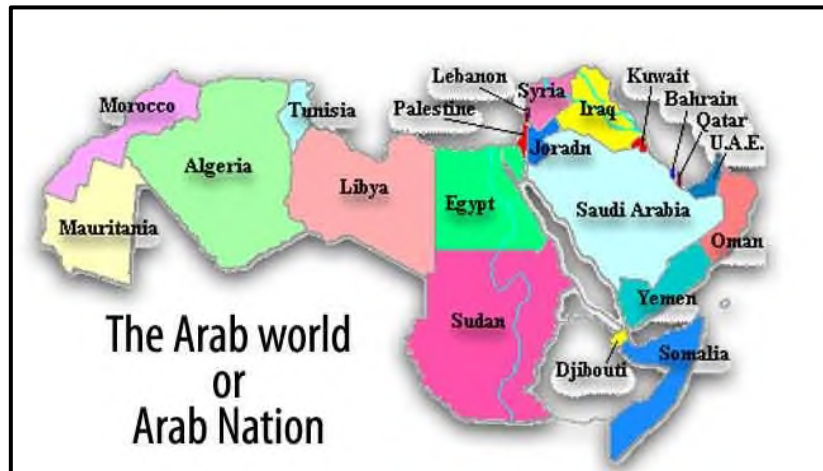 Morocco
Algeria
Tunisia
Mauritania
Libya
Lebanon
Palestine
Syria
Iraq
Joradn
Kuwait
Bahrain
Qatar
U.A.E.
Egypt
Saudi Arabia
Oman
Yemen
Sudan
Djibouti
Somalia
The Arab world
or
Arab Nation